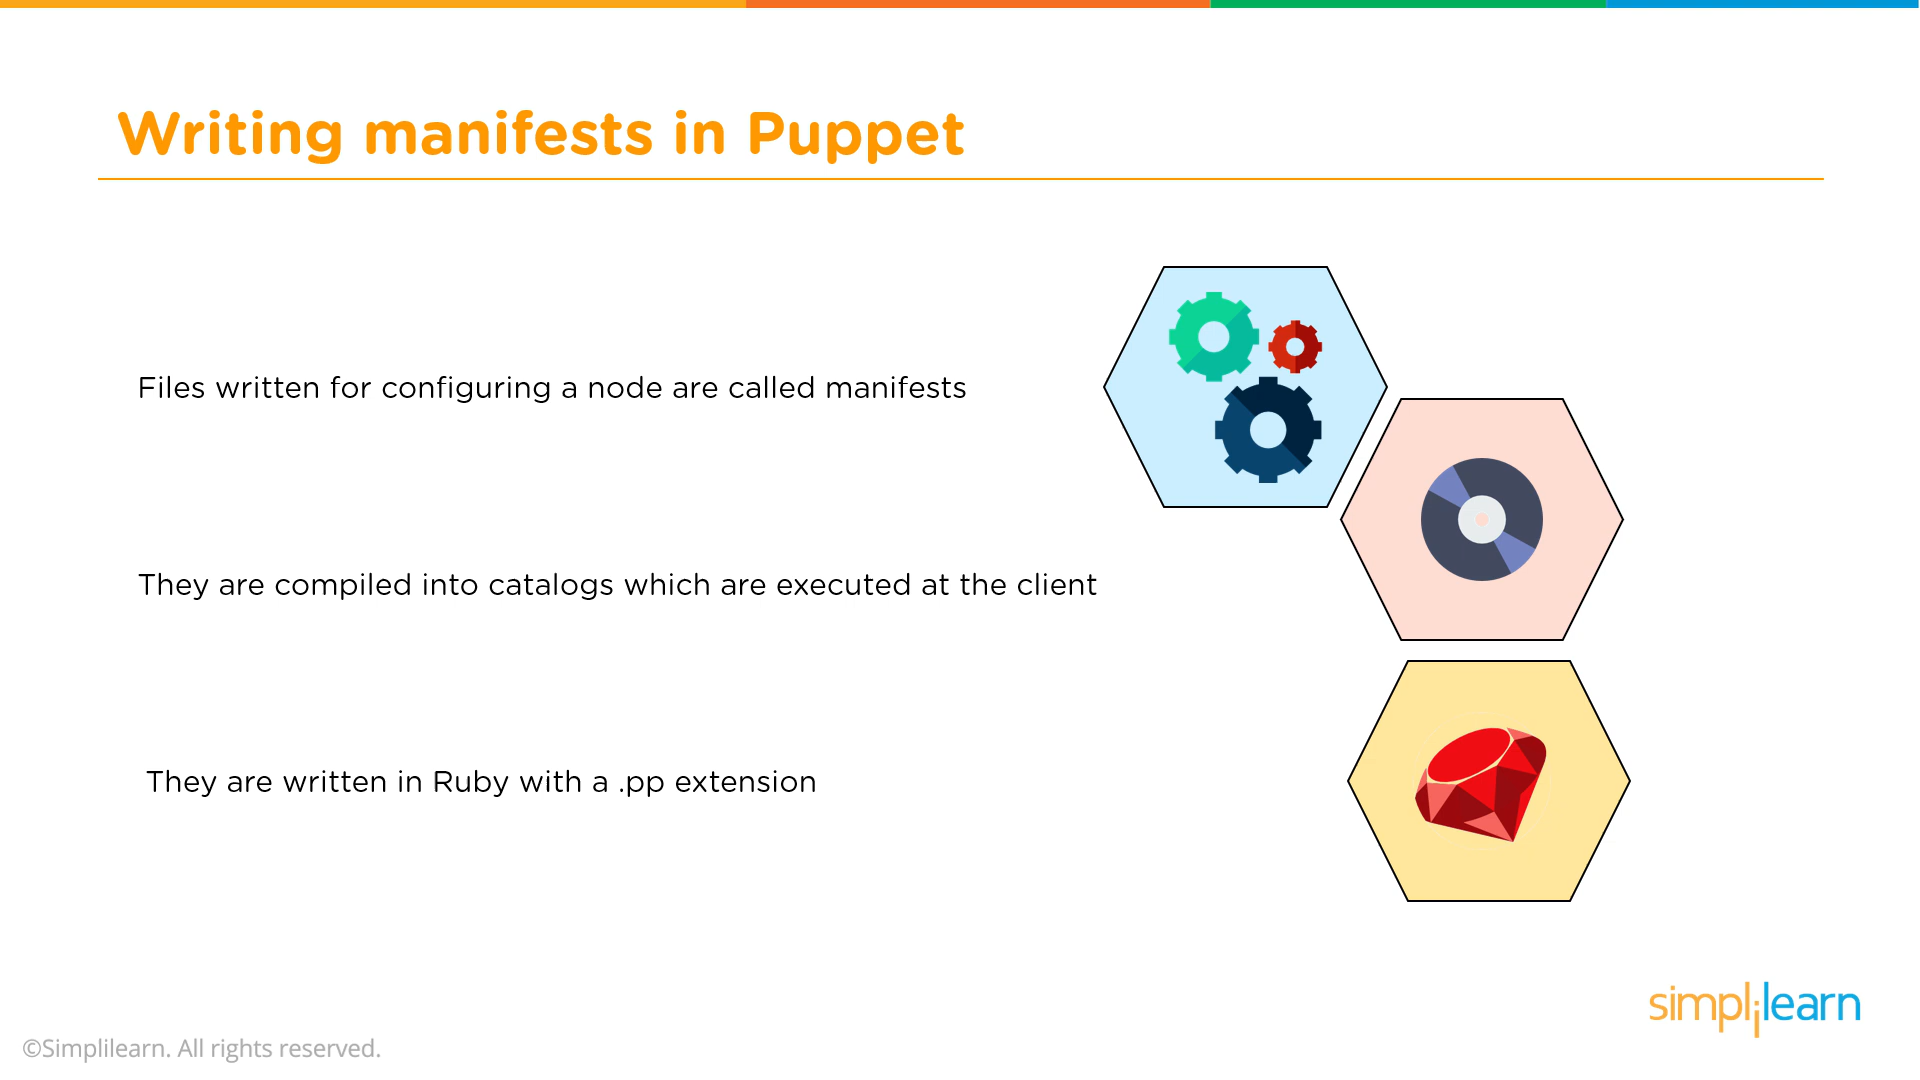 Writing manifests in Puppet
Files written for configuring a node are called manifests
They are compiled into catalogs which are executed at the client
They are written in Ruby with a .pp extension
simplilearn
©Simplilearn. All rights reserved.